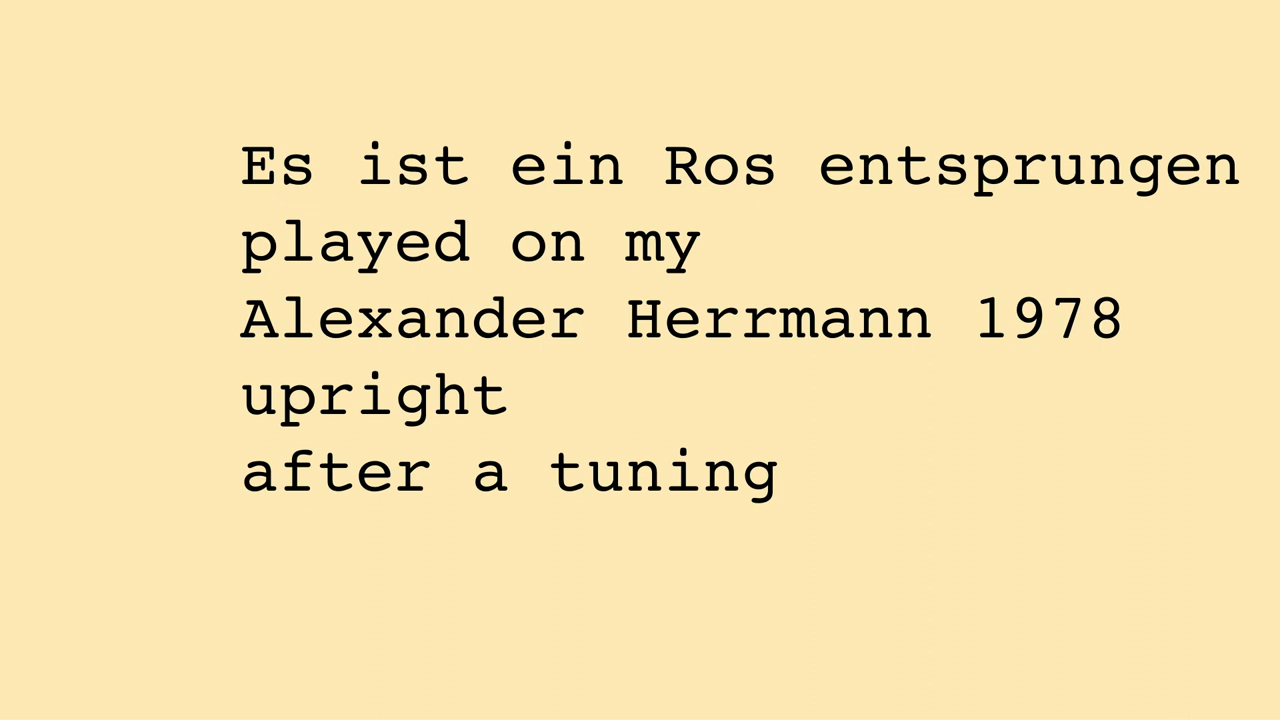 Es ist ein Ros entsprungen
played on my
Alexander Herrmann 1978
upright
after a tuning